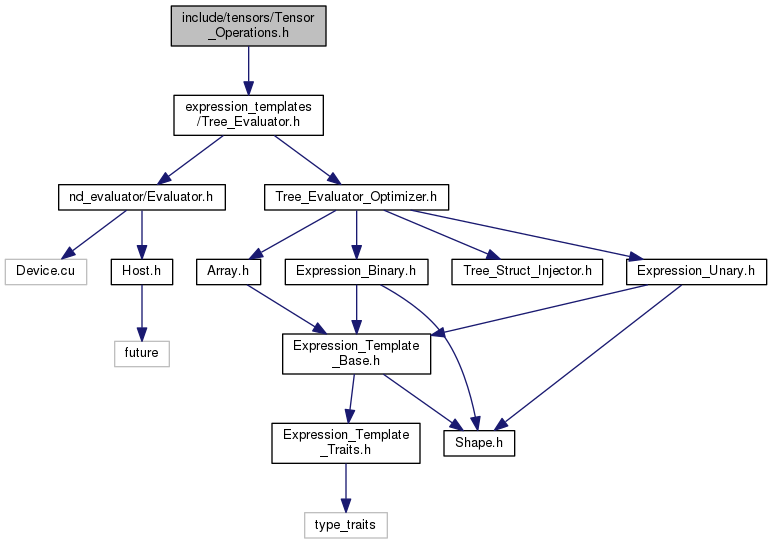 include/tensors/Tensor
_Operations.h
expression_templates
/Tree_Evaluator.h
nd_evaluator/Evaluator.h
Tree_Evaluator_Optimizer.h
Device.cu
Host.h
Array.h
Expression_Binary.h
Tree_Struct_Injector.h
Expression_Unary.h
future
Expression_Template
_Base.h
Expression_Template
_Traits.h
Shape.h
type_traits